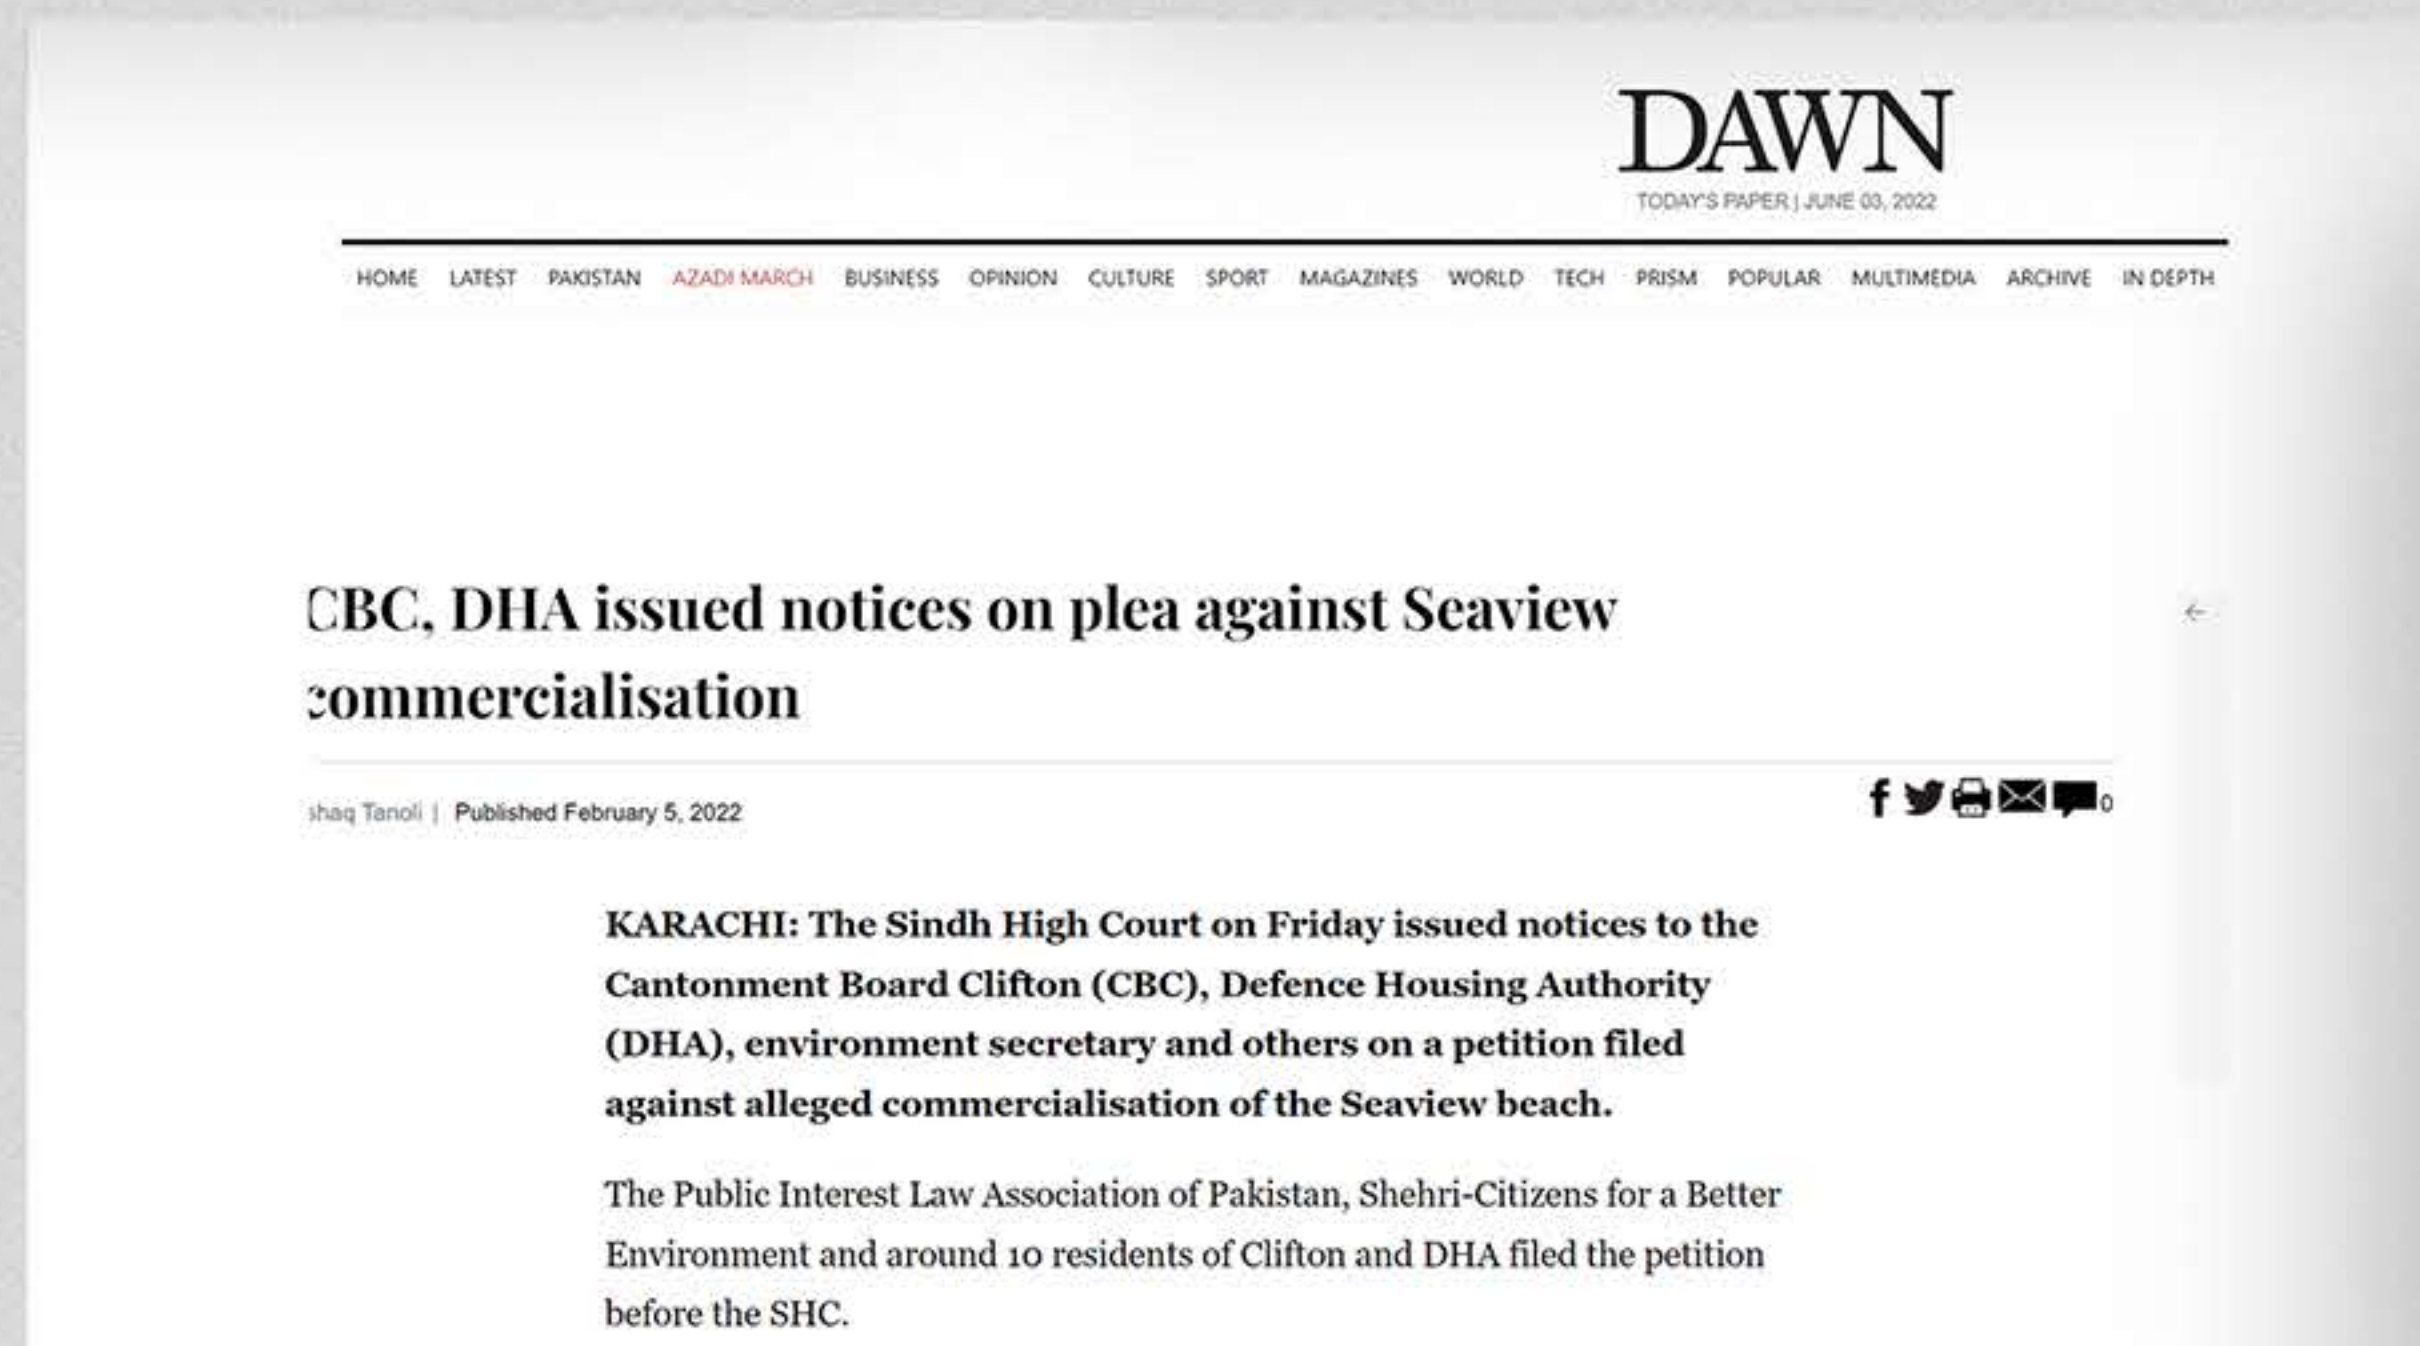 DAWN
TODAY'S PAPER | JUNE 03, 2022
HOME LATEST PAKISTAN AZADI MARCH BUSINESS OPINION CULTURE SPORT MAGAZINES WORLD TECH PRISM POPULAR MULTIMEDIA ARCHIVE IN DEPTH
CBC, DHA issued notices on plea against Seaview
commercialisation
shaq Tanoli | Published February 5, 2022
0
KARACHI: The Sindh High Court on Friday issued notices to the
Cantonment Board Clifton (CBC), Defence Housing Authority
(DHA), environment secretary and others on a petition filed
against alleged commercialisation of the Seaview beach.
The Public Interest Law Association of Pakistan, Shehri-Citizens for a Better
Environment and around 10 residents of Clifton and DHA filed the petition
before the SHC.